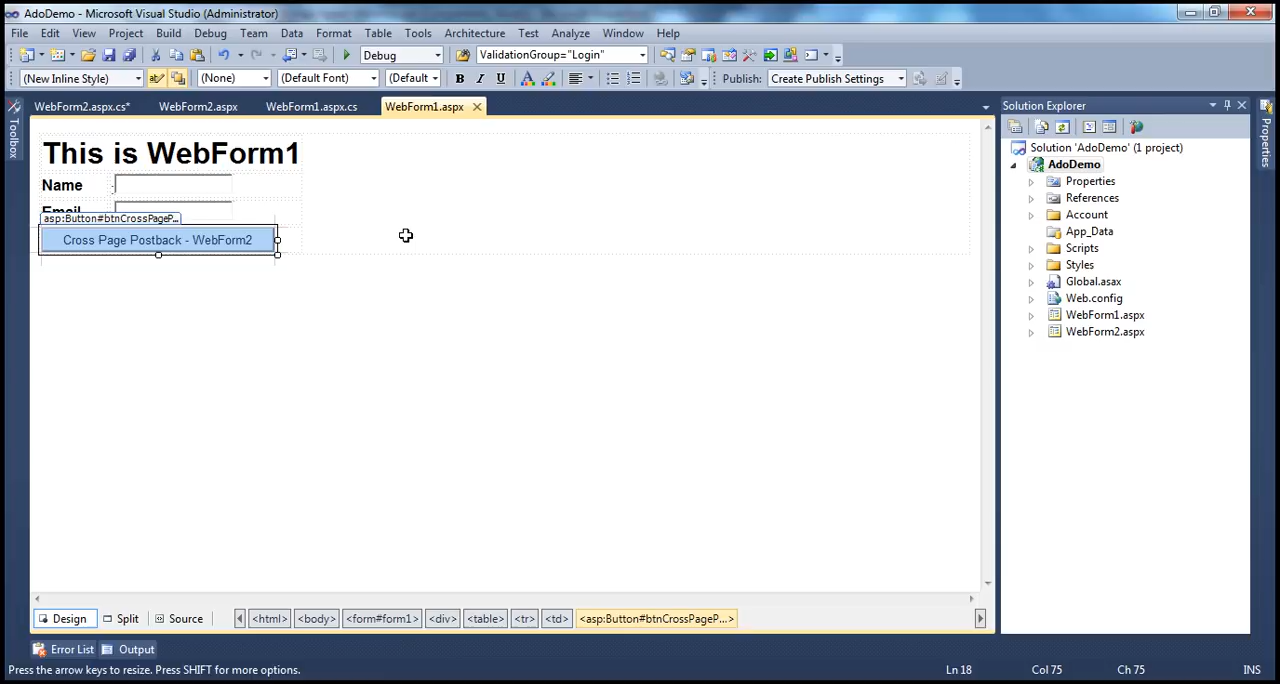 AdoDemo - Microsoft Visual Studio (Administrator)
File Edit View Project Build Debug Team Data Format Table Tools Architecture Test Analyze Window Help
Debug ValidationGroup="Login"
(New Inline Style) (None) (Default Font) (Default B I U A Publish: Create Publish Settings
WebForm2.aspx.cs* WebForm2.aspx WebForm1.aspx.cs WebForm1.aspx
Solution Explorer
Toolbox
Properties
This is WebForm1
Name
Email
asp:Button#btnCrossPageP...
Cross Page Postback - WebForm2
Solution 'AdoDemo' (1 project)
AdoDemo
Properties
References
Account
App_Data
Scripts
Styles
Global.asax
Web.config
WebForm1.aspx
WebForm2.aspx
Design Split Source <html> <body> <form#form1> <div> <table> <tr> <td> <asp:Button#btnCrossPageP...>
Error List Output
Press the arrow keys to resize. Press SHIFT for more options. Ln 18 Col 75 Ch 75 INS